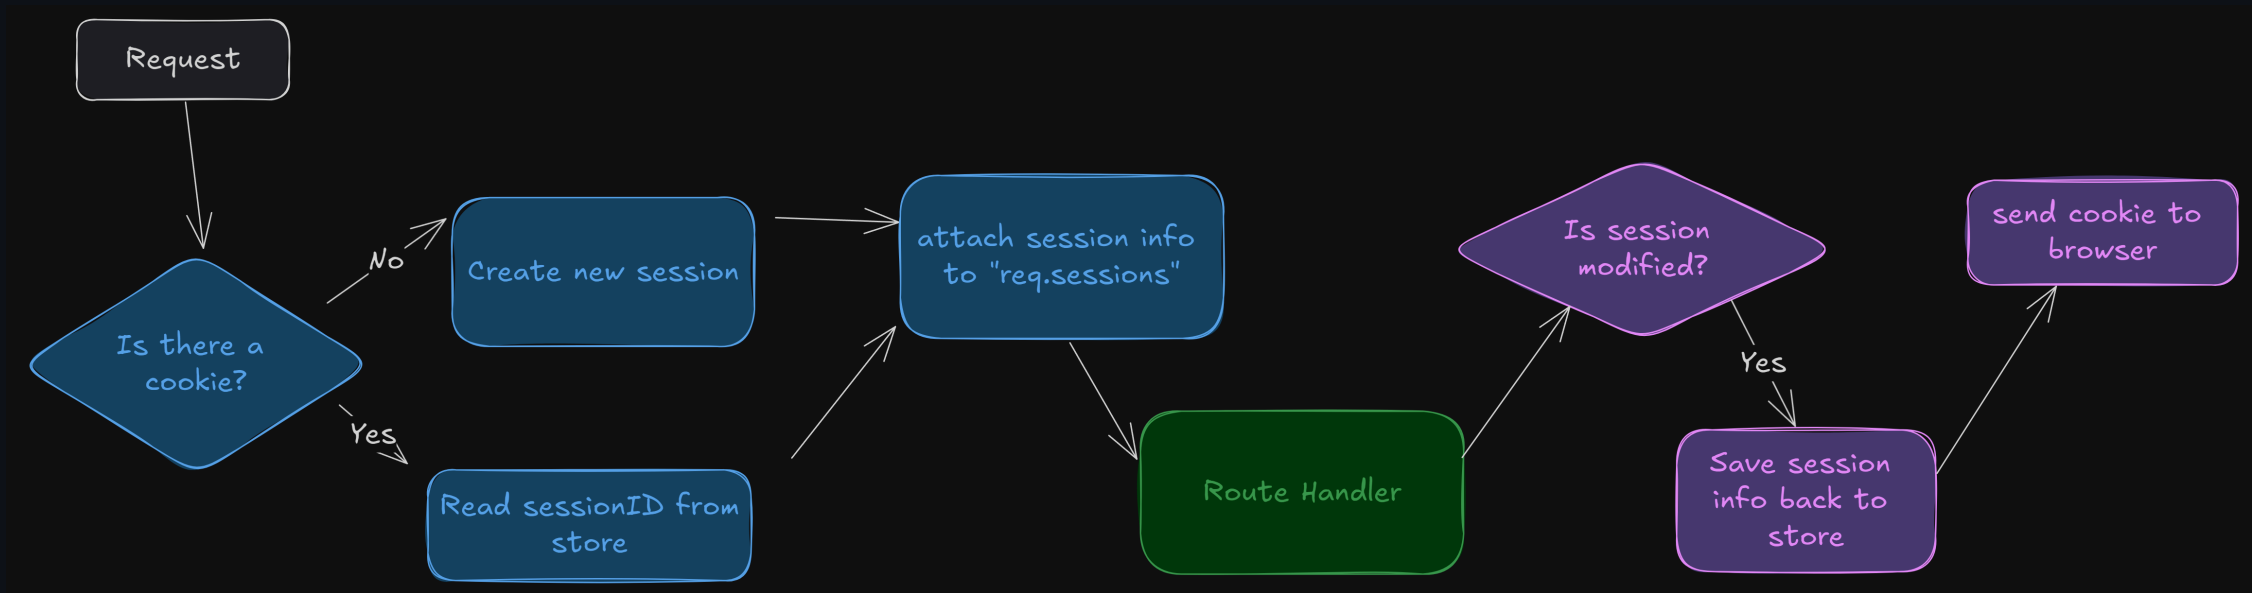 Request
Is there a
cookie?
No
Yes
Create new session
Read sessionID from
store
attach session info
to "req.sessions"
Route Handler
Is session
modified?
Yes
Save session
info back to
store
send cookie to
browser